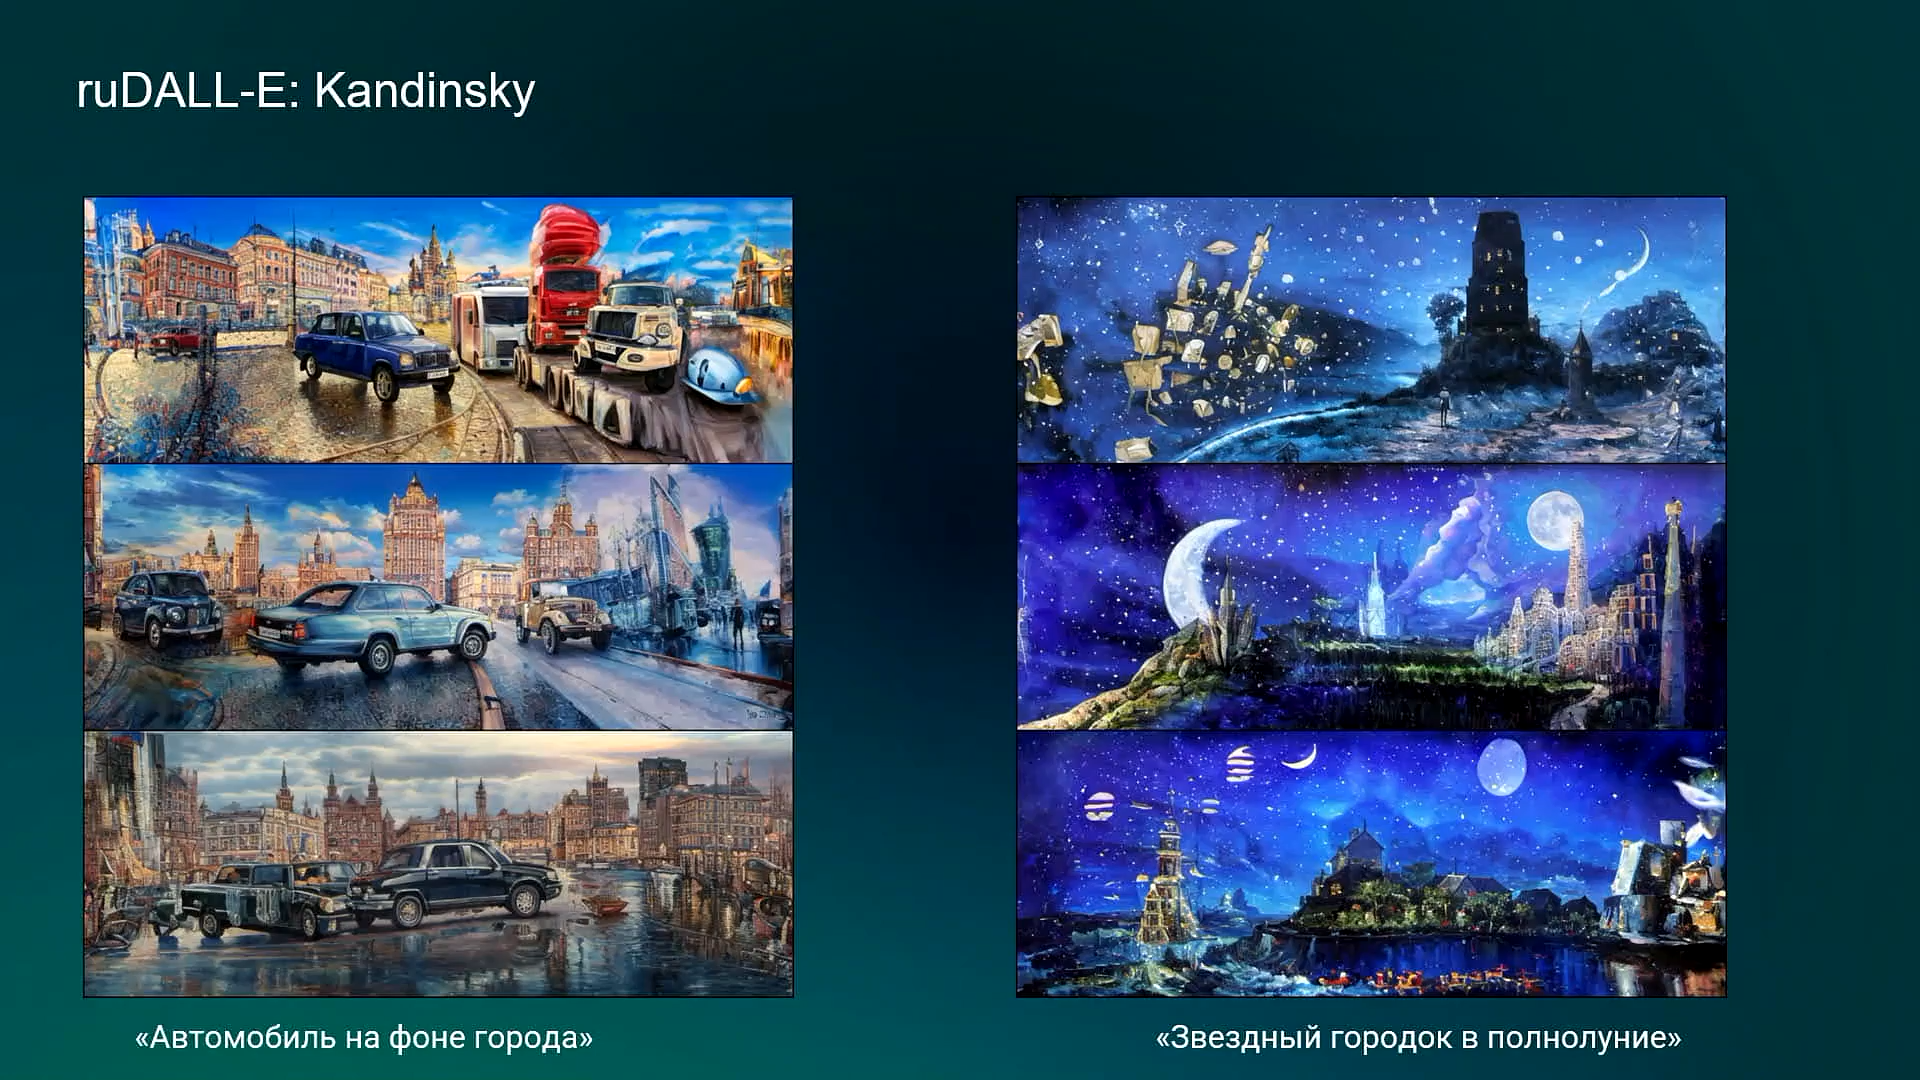 ruDALL-E: Kandinsky
«Автомобиль на фоне города»
«Звездный городок в полнолуние»